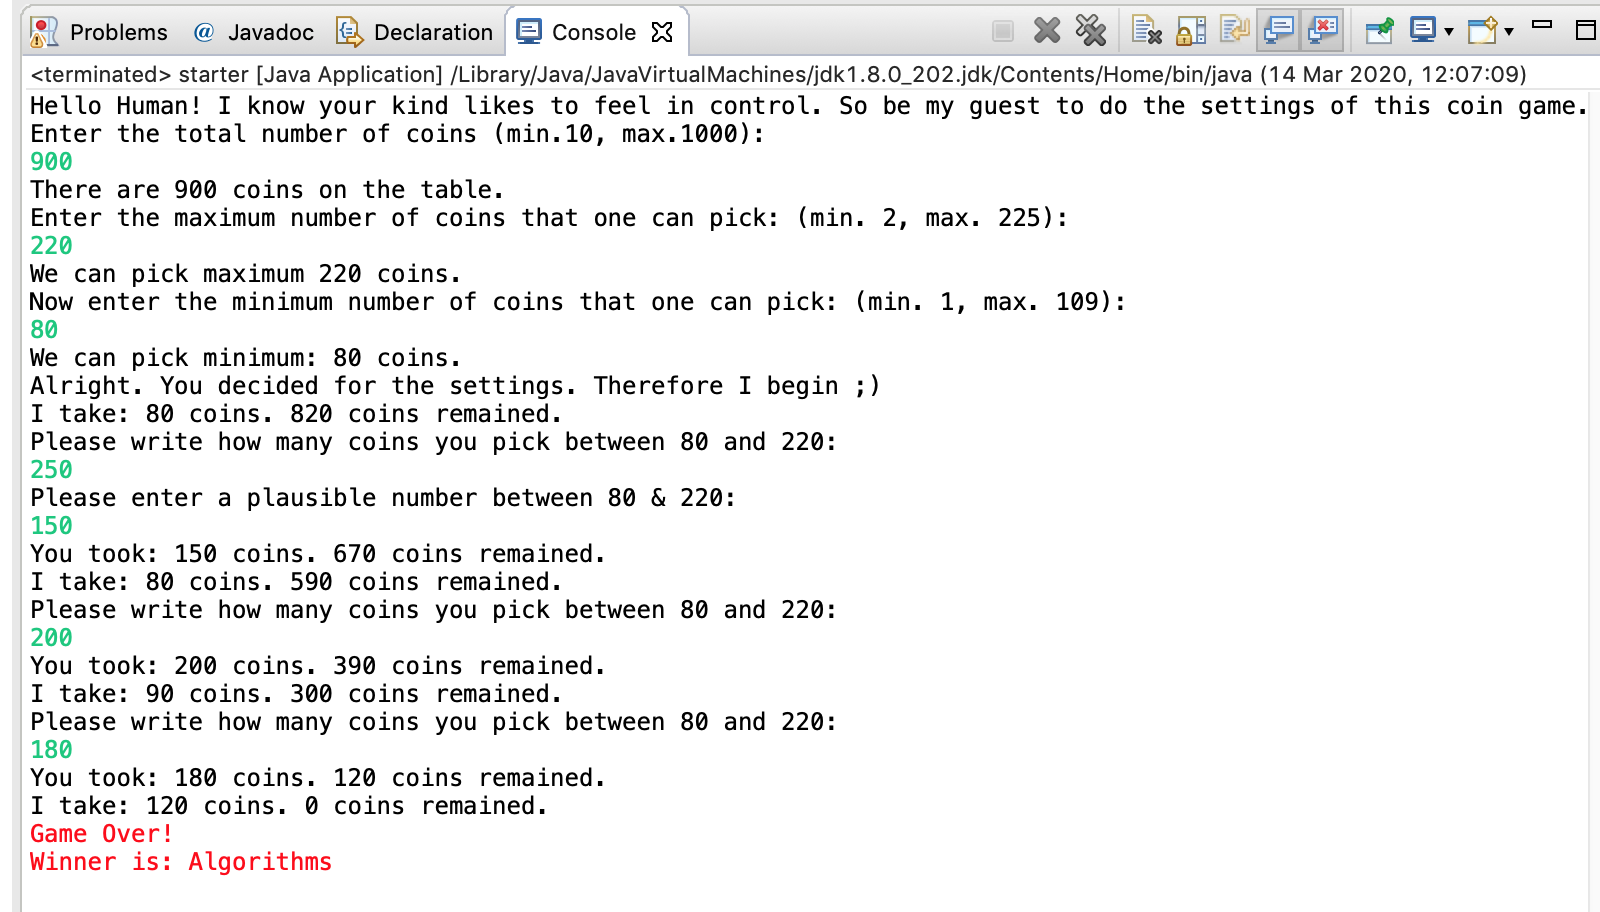 Problems @ Javadoc Declaration Console
<terminated> starter [Java Application] /Library/Java/JavaVirtualMachines/jdk1.8.0_202.jdk/Contents/Home/bin/java (14 Mar 2020, 12:07:09)
Hello Human! I know your kind likes to feel in control. So be my guest to do the settings of this coin game.
Enter the total number of coins (min.10, max.1000):
900
There are 900 coins on the table.
Enter the maximum number of coins that one can pick: (min. 2, max. 225):
220
We can pick maximum 220 coins.
Now enter the minimum number of coins that one can pick: (min. 1, max. 109):
80
We can pick minimum: 80 coins.
Alright. You decided for the settings. Therefore I begin ;)
I take: 80 coins. 820 coins remained.
Please write how many coins you pick between 80 and 220:
250
Please enter a plausible number between 80 & 220:
150
You took: 150 coins. 670 coins remained.
I take: 80 coins. 590 coins remained.
Please write how many coins you pick between 80 and 220:
200
You took: 200 coins. 390 coins remained.
I take: 90 coins. 300 coins remained.
Please write how many coins you pick between 80 and 220:
180
You took: 180 coins. 120 coins remained.
I take: 120 coins. 0 coins remained.
Game Over!
Winner is: Algorithms